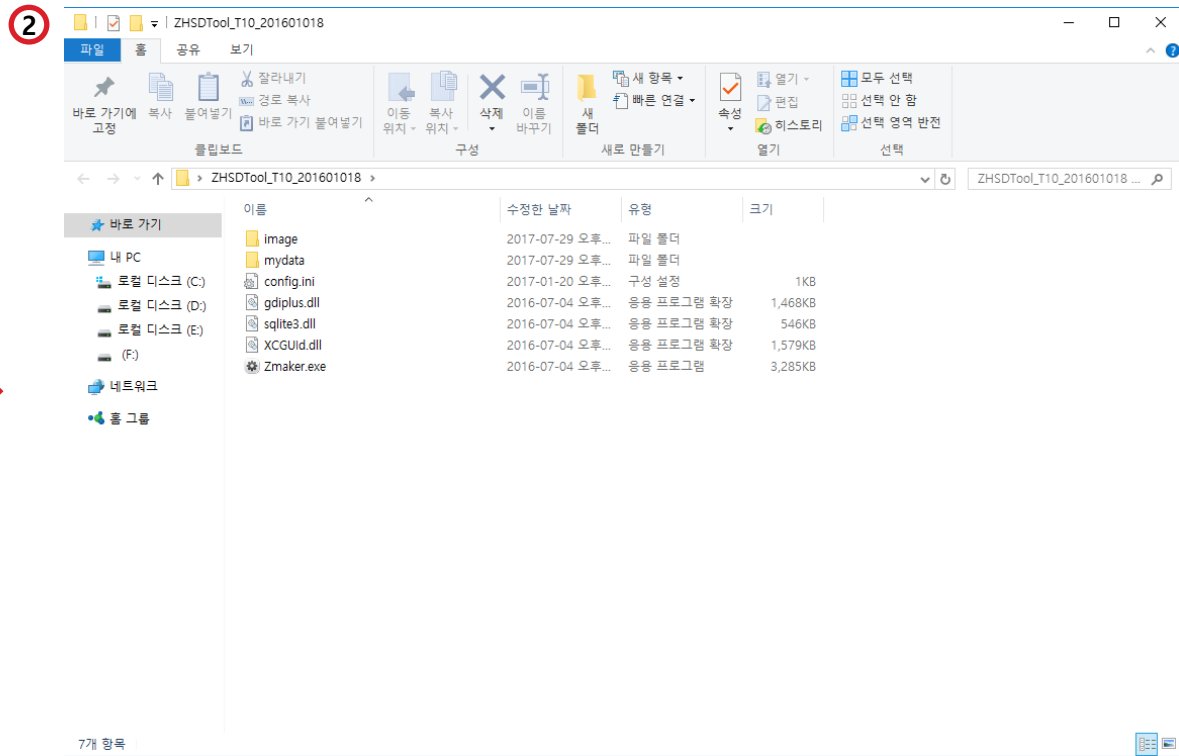 2
ZHSDTool_T10_201601018
파일 홈 공유 보기
바로 가기에 고정
복사
붙여넣기
잘라내기
경로 복사
바로 가기 붙여넣기
클립보드
이동 위치
복사 위치
삭제
이름 바꾸기
구성
새 폴더
새 항목
빠른 연결
새로 만들기
속성
열기
편집
히스토리
열기
모두 선택
선택 안 함
선택 영역 반전
선택
ZHSDTool_T10_201601018
ZHSDTool_T10_201601018 ...
바로 가기
내 PC
로컬 디스크 (C:)
로컬 디스크 (D:)
로컬 디스크 (E:)
(F:)
네트워크
홈 그룹
이름 수정한 날짜 유형 크기
image 2017-07-29 오후... 파일 폴더
mydata 2017-07-29 오후... 파일 폴더
config.ini 2017-01-20 오후... 구성 설정 1KB
gdiplus.dll 2016-07-04 오후... 응용 프로그램 확장 1,468KB
sqlite3.dll 2016-07-04 오후... 응용 프로그램 확장 546KB
XCGUId.dll 2016-07-04 오후... 응용 프로그램 확장 1,579KB
Zmaker.exe 2016-07-04 오후... 응용 프로그램 3,285KB
7개 항목